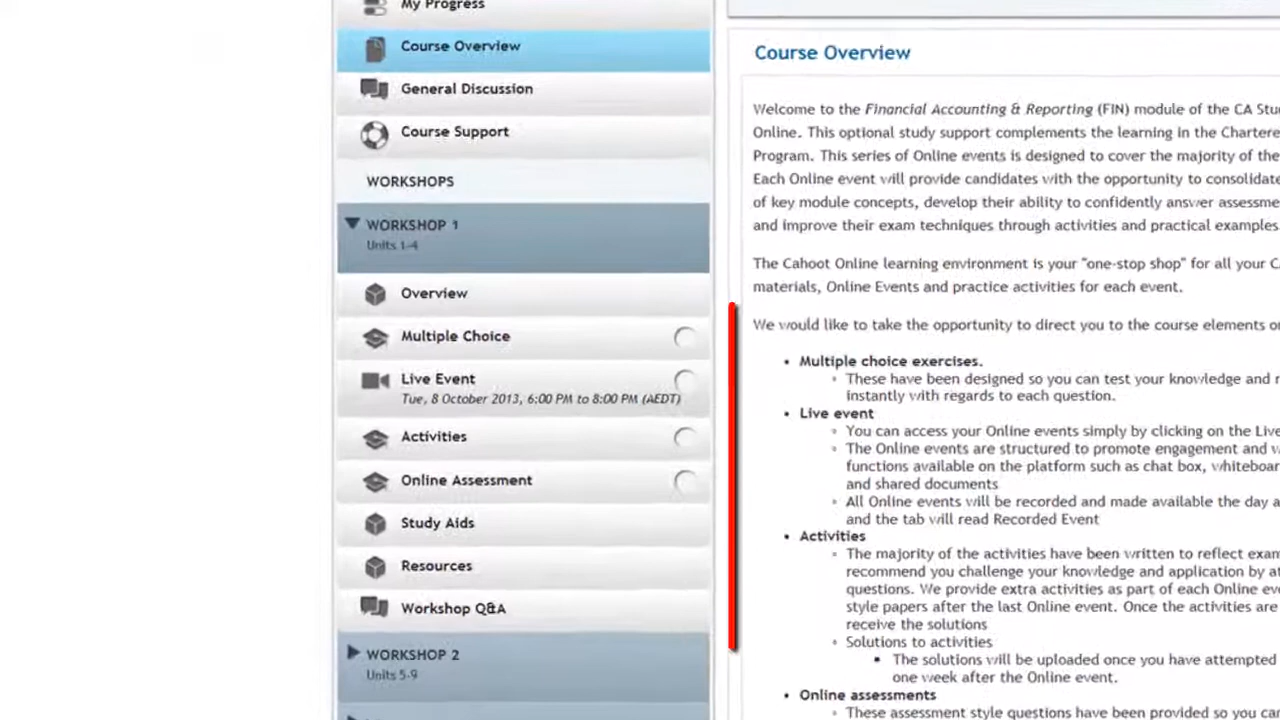 My Progress
Course Overview
General Discussion
Course Support
WORKSHOPS
WORKSHOP 1
Units 1-4
Overview
Multiple Choice
Live Event
Tue, 8 October 2013, 6:00 PM to 8:00 PM (AEDT)
Activities
Online Assessment
Study Aids
Resources
Workshop Q&A
WORKSHOP 2
Units 5-9
Course Overview
Welcome to the Financial Accounting & Reporting (FIN) module of the CA Stu
Online. This optional study support complements the learning in the Chartere
Program. This series of Online events is designed to cover the majority of the
Each Online event will provide candidates with the opportunity to consolidate
of key module concepts, develop their ability to confidently answer assessme
and improve their exam techniques through activities and practical examples
The Cahoot Online learning environment is your "one-stop shop" for all your C
materials, Online Events and practice activities for each event.
We would like to take the opportunity to direct you to the course elements o
• Multiple choice exercises.
These have been designed so you can test your knowledge and r
instantly with regards to each question.
• Live event
You can access your Online events simply by clicking on the Live
The Online events are structured to promote engagement and w
functions available on the platform such as chat box, whiteboar
and shared documents
All Online events will be recorded and made available the day a
and the tab will read Recorded Event
• Activities
The majority of the activities have been written to reflect exam
recommend you challenge your knowledge and application by at
questions. We provide extra activities as part of each Online eve
style papers after the last Online event. Once the activities are
receive the solutions
Solutions to activities
The solutions will be uploaded once you have attempted
one week after the Online event.
• Online assessments
These assessment style questions have been provided so you can